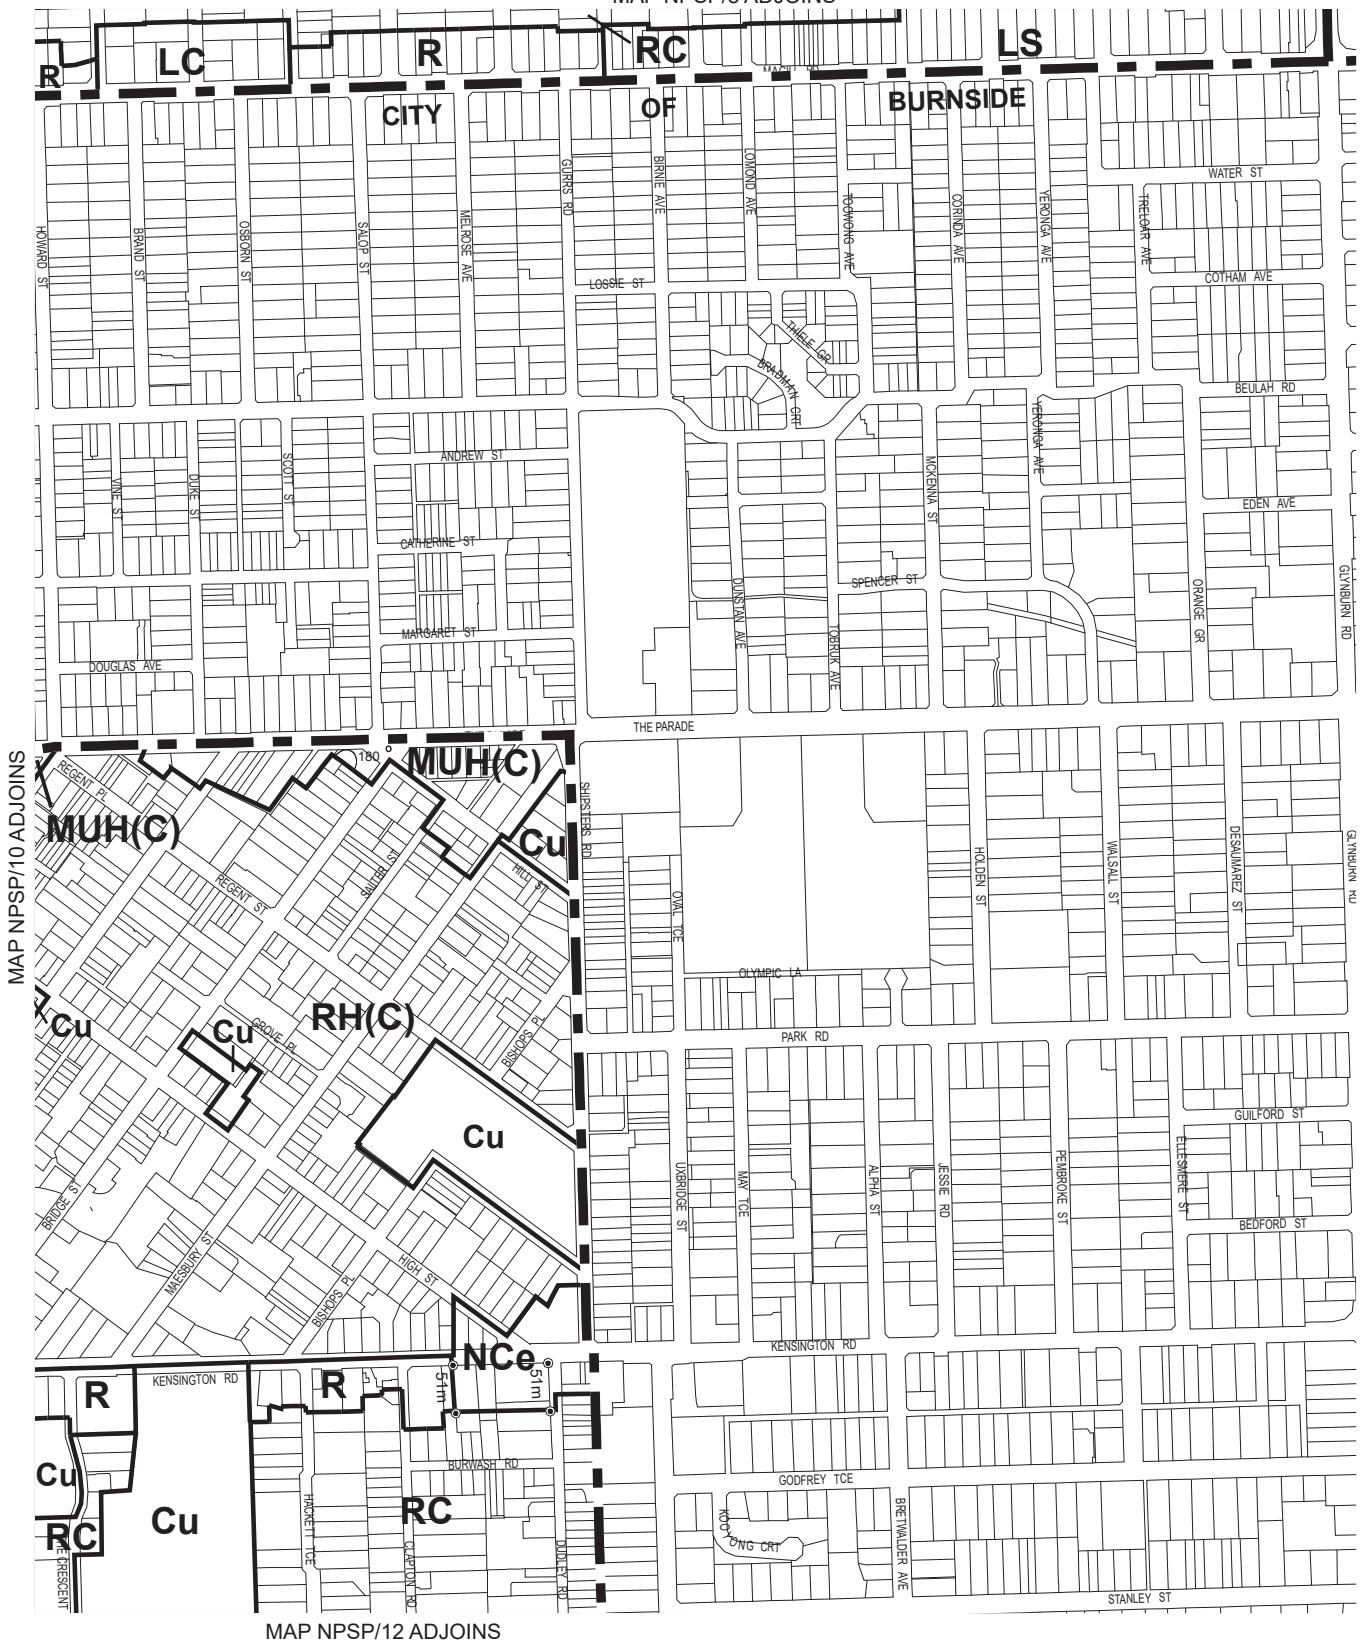 LC
R
RC
LS
R
CITY
OF
BURNSIDE
WATER ST
HOWARD ST
BRAND ST
OSBORN ST
SALOP ST
MELROSE AVE
GURRS RD
BIRNIE AVE
LOMOND AVE
TOOWONG AVE
CORINDA AVE
YERONGA AVE
TRELOAR AVE
LOSSIE ST
COTHAM AVE
THIELE GR
BRADMAN CRT
BEULAH RD
ANDREW ST
YERONGA AVE
VINE ST
DUKE ST
SCOTT ST
MCKENNA ST
EDEN AVE
CATHERINE ST
SPENCER ST
DUNSTAN AVE
TOBRUK AVE
ORANGE GR
GLYNBURN RD
MARGARET ST
DOUGLAS AVE
THE PARADE
180
MUH(C)
REGENT PL
MUH(C)
Cu
SHIPSTERS RD
HILL ST
SALTER ST
REGENT ST
OVAL TCE
HOLDEN ST
WALSALL ST
DESAUMAREZ ST
GLYNBURN RD
MAP NPSP/10 ADJOINS
OLYMPIC LA
RH(C)
Cu
Cu
GROVE PL
BISHOPS PL
PARK RD
Cu
GUILFORD ST
BRIDGE ST
MAESBURY ST
HIGH ST
BISHOPS PL
UXBRIDGE ST
MAY TCE
ALPHA ST
JESSIE RD
PEMBROKE ST
ELLESMERE ST
BEDFORD ST
KENSINGTON RD
NCe
51m
51m
R
KENSINGTON RD
R
Cu
BURWASH RD
GODFREY TCE
RC
Cu
RC
HACKETT TCE
CLAPTON RD
DUDLEY RD
KOOYONG CRT
BRETWALDER AVE
THE CRESCENT
STANLEY ST
MAP NPSP/12 ADJOINS